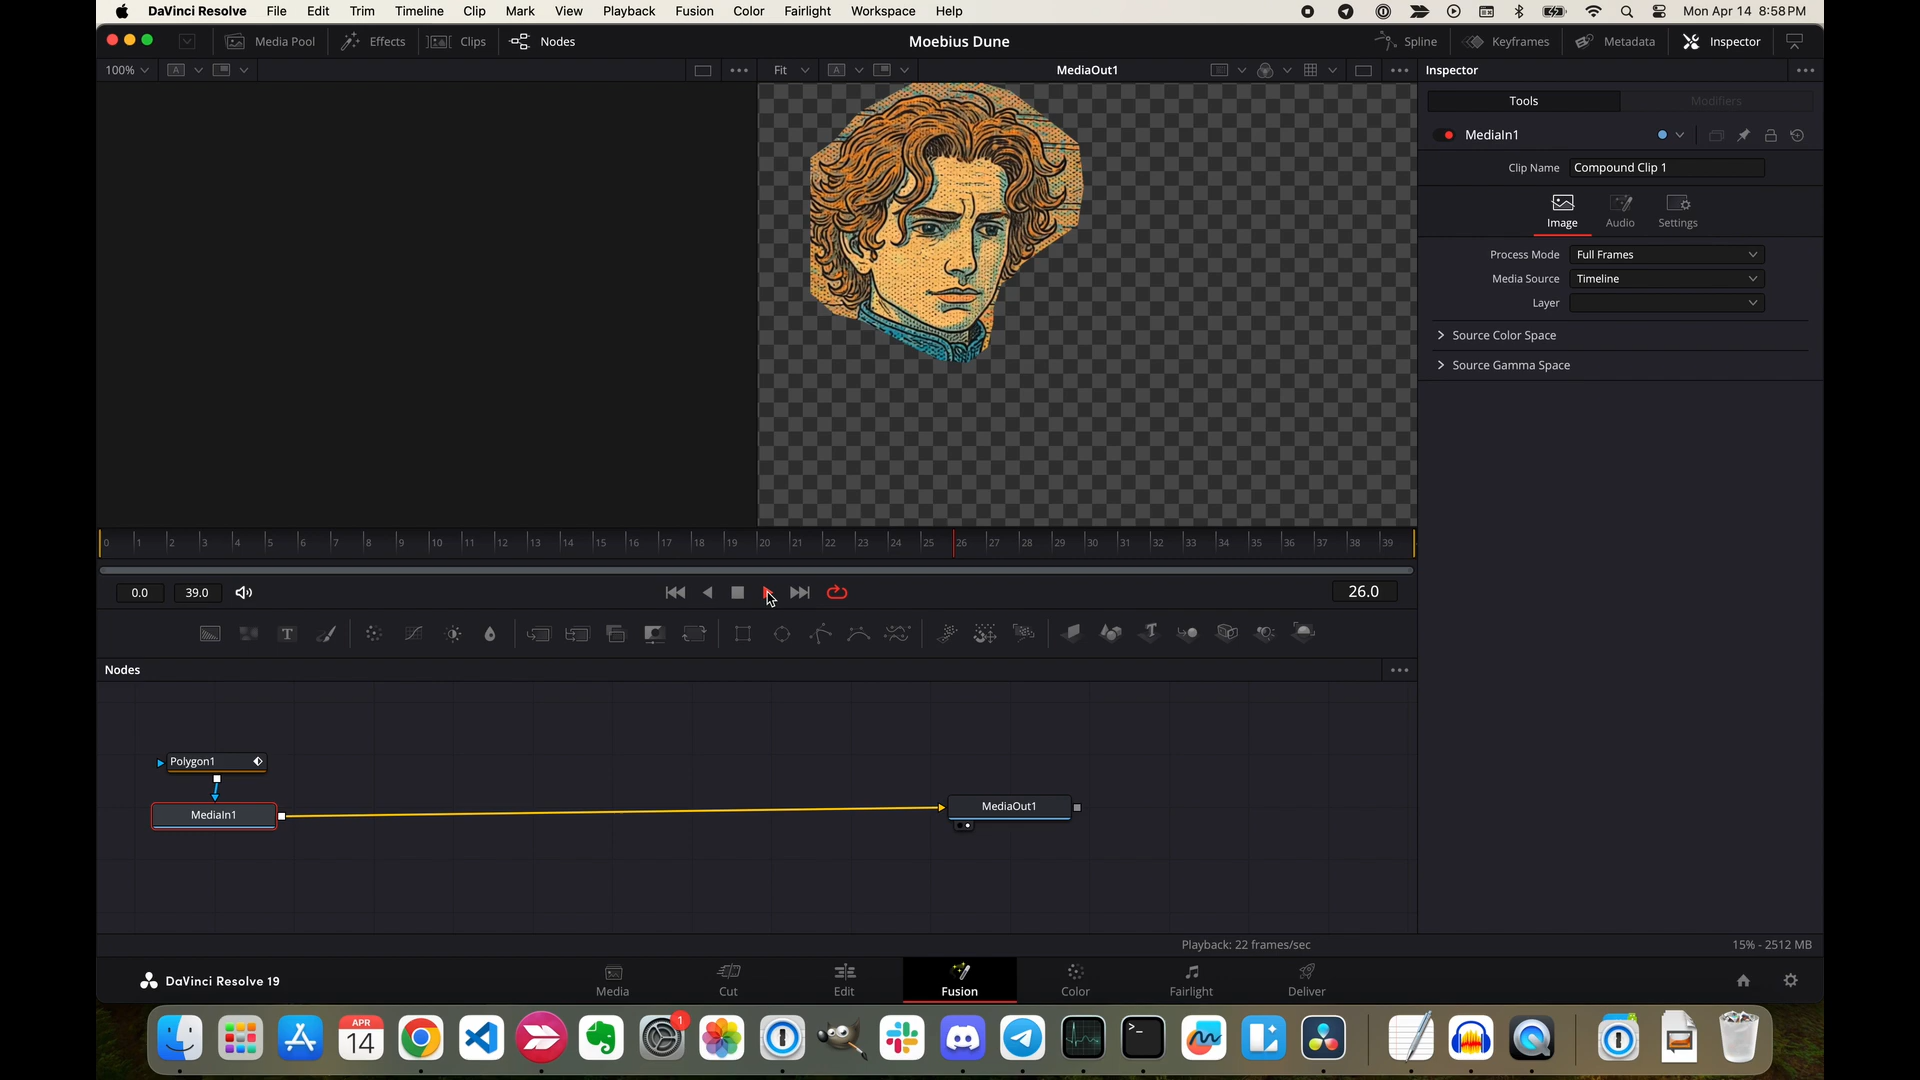 DaVinci Resolve File Edit Trim Timeline Clip Mark View Playback Fusion Color Fairlight Workspace Help Mon Apr 14 8:58 PM
Media Pool Effects Clips Nodes Moebius Dune Spline Keyframes Metadata Inspector
100% A Fit A MediaOut1 Inspector
Tools Modifiers
MediaIn1
Clip Name Compound Clip 1
Image Audio Settings
Process Mode Full Frames
Media Source Timeline
Layer
Source Color Space
Source Gamma Space
0 1 2 3 4 5 6 7 8 9 10 11 12 13 14 15 16 17 18 19 20 21 22 23 24 25 26 27 28 29 30 31 32 33 34 35 36 37 38 39
0.0 39.0 26.0
T T
Nodes
Polygon1
MediaIn1
MediaOut1
Playback: 22 frames/sec 15% - 2512 MB
DaVinci Resolve 19
Media Cut Edit Fusion Color Fairlight Deliver
APR
14
1